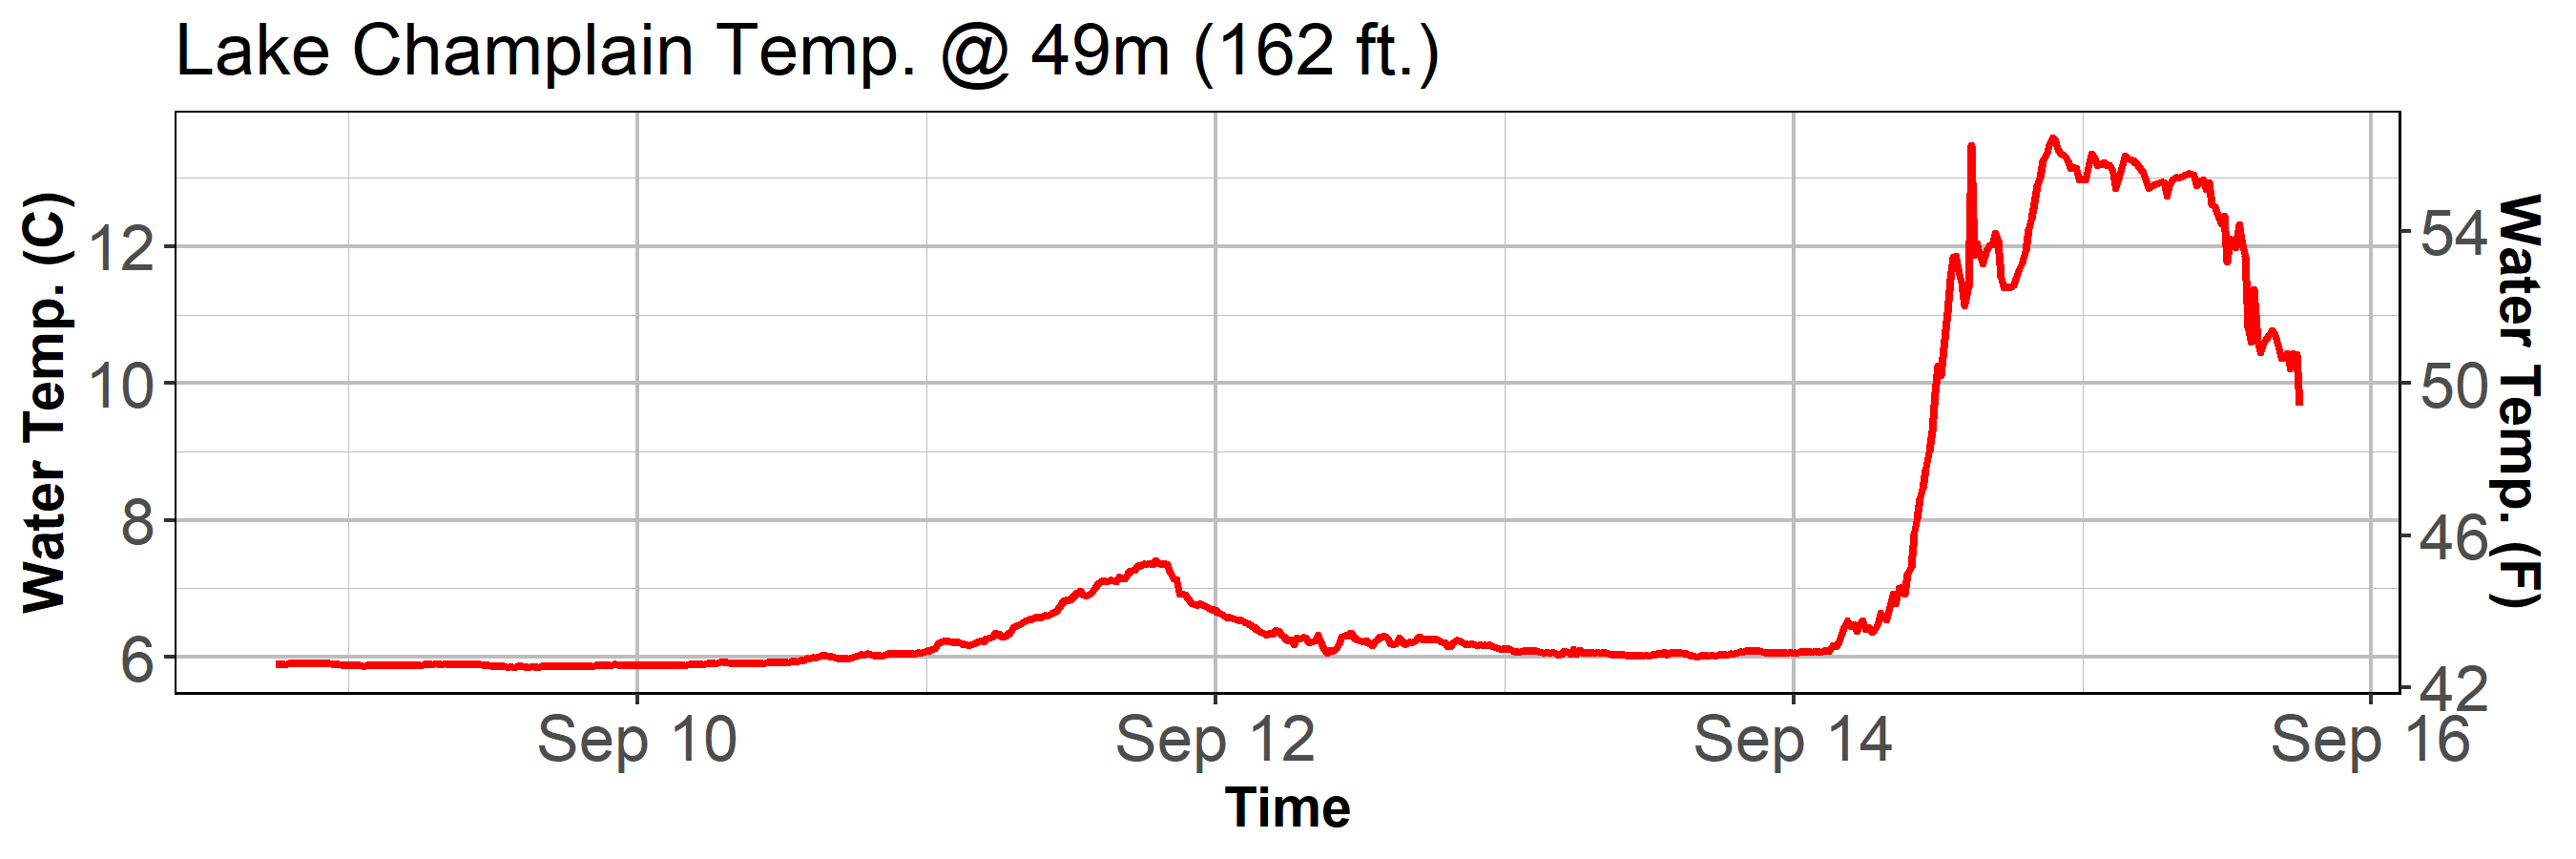 Lake Champlain Temp. @ 49m (162 ft.)
Water Temp. (C)
12
10
8
6
54
50
46
42
Water Temp. (F)
Sep 10 Sep 12 Sep 14 Sep 16
Time